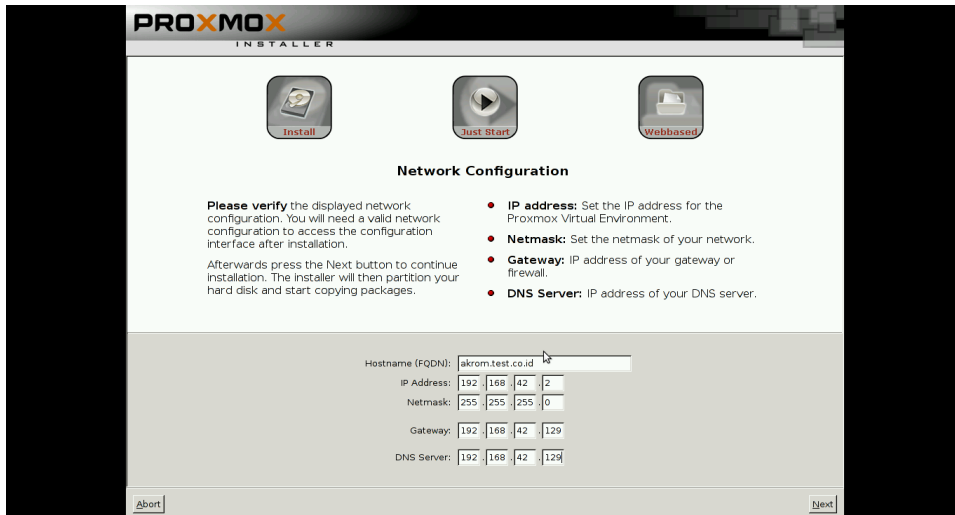 PROXMOX
INSTALLER
Install
Just Start
Webbased
Network Configuration
Please verify the displayed network
configuration. You will need a valid network
configuration to access the configuration
interface after installation.
Afterwards press the Next button to continue
installation. The installer will then partition your
hard disk and start copying packages.
IP address: Set the IP address for the
Proxmox Virtual Environment.
Netmask: Set the netmask of your network.
Gateway: IP address of your gateway or
firewall.
DNS Server: IP address of your DNS server.
Hostname (FQDN): akrom.test.co.id
IP Address: 192 . 168 . 42 . 2
Netmask: 255 . 255 . 255 . 0
Gateway: 192 . 168 . 42 . 129
DNS Server: 192 . 168 . 42 . 129
Abort
Next